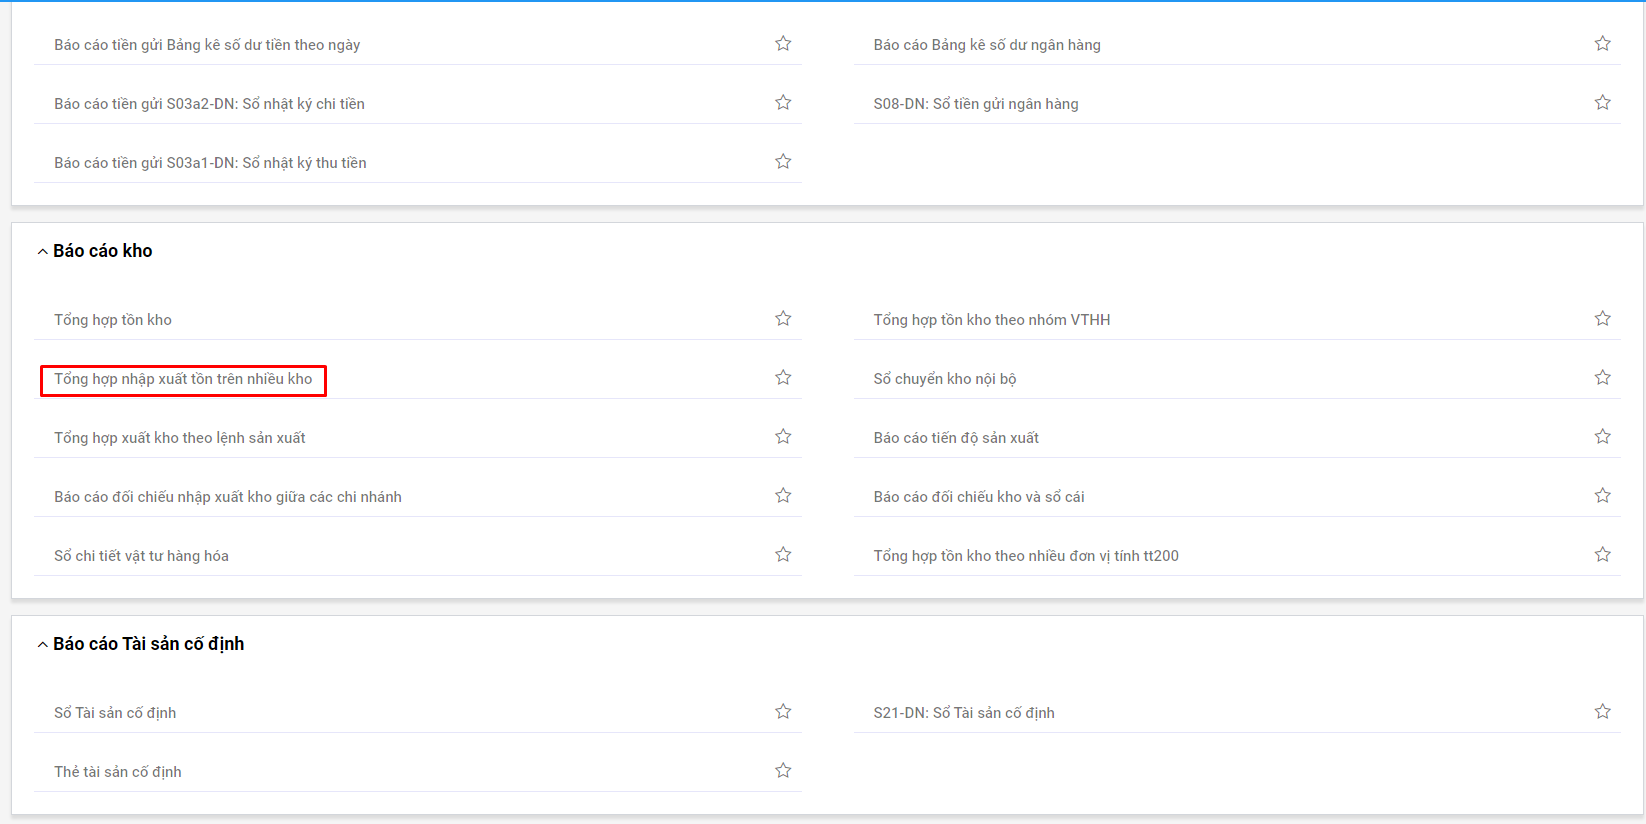 Báo cáo tiền gửi Bảng kê số dư tiền theo ngày
Báo cáo Bảng kê số dư ngân hàng
Báo cáo tiền gửi S03a2-DN: Sổ nhật ký chi tiền
S08-DN: Sổ tiền gửi ngân hàng
Báo cáo tiền gửi S03a1-DN: Sổ nhật ký thu tiền
Báo cáo kho
Tổng hợp tồn kho
Tổng hợp tồn kho theo nhóm VTHH
Tổng hợp nhập xuất tồn trên nhiều kho
Sổ chuyển kho nội bộ
Tổng hợp xuất kho theo lệnh sản xuất
Báo cáo tiến độ sản xuất
Báo cáo đối chiếu nhập xuất kho giữa các chi nhánh
Báo cáo đối chiếu kho và sổ cái
Sổ chi tiết vật tư hàng hóa
Tổng hợp tồn kho theo nhiều đơn vị tính tt200
Báo cáo Tài sản cố định
Sổ Tài sản cố định
S21-DN: Sổ Tài sản cố định
Thẻ tài sản cố định